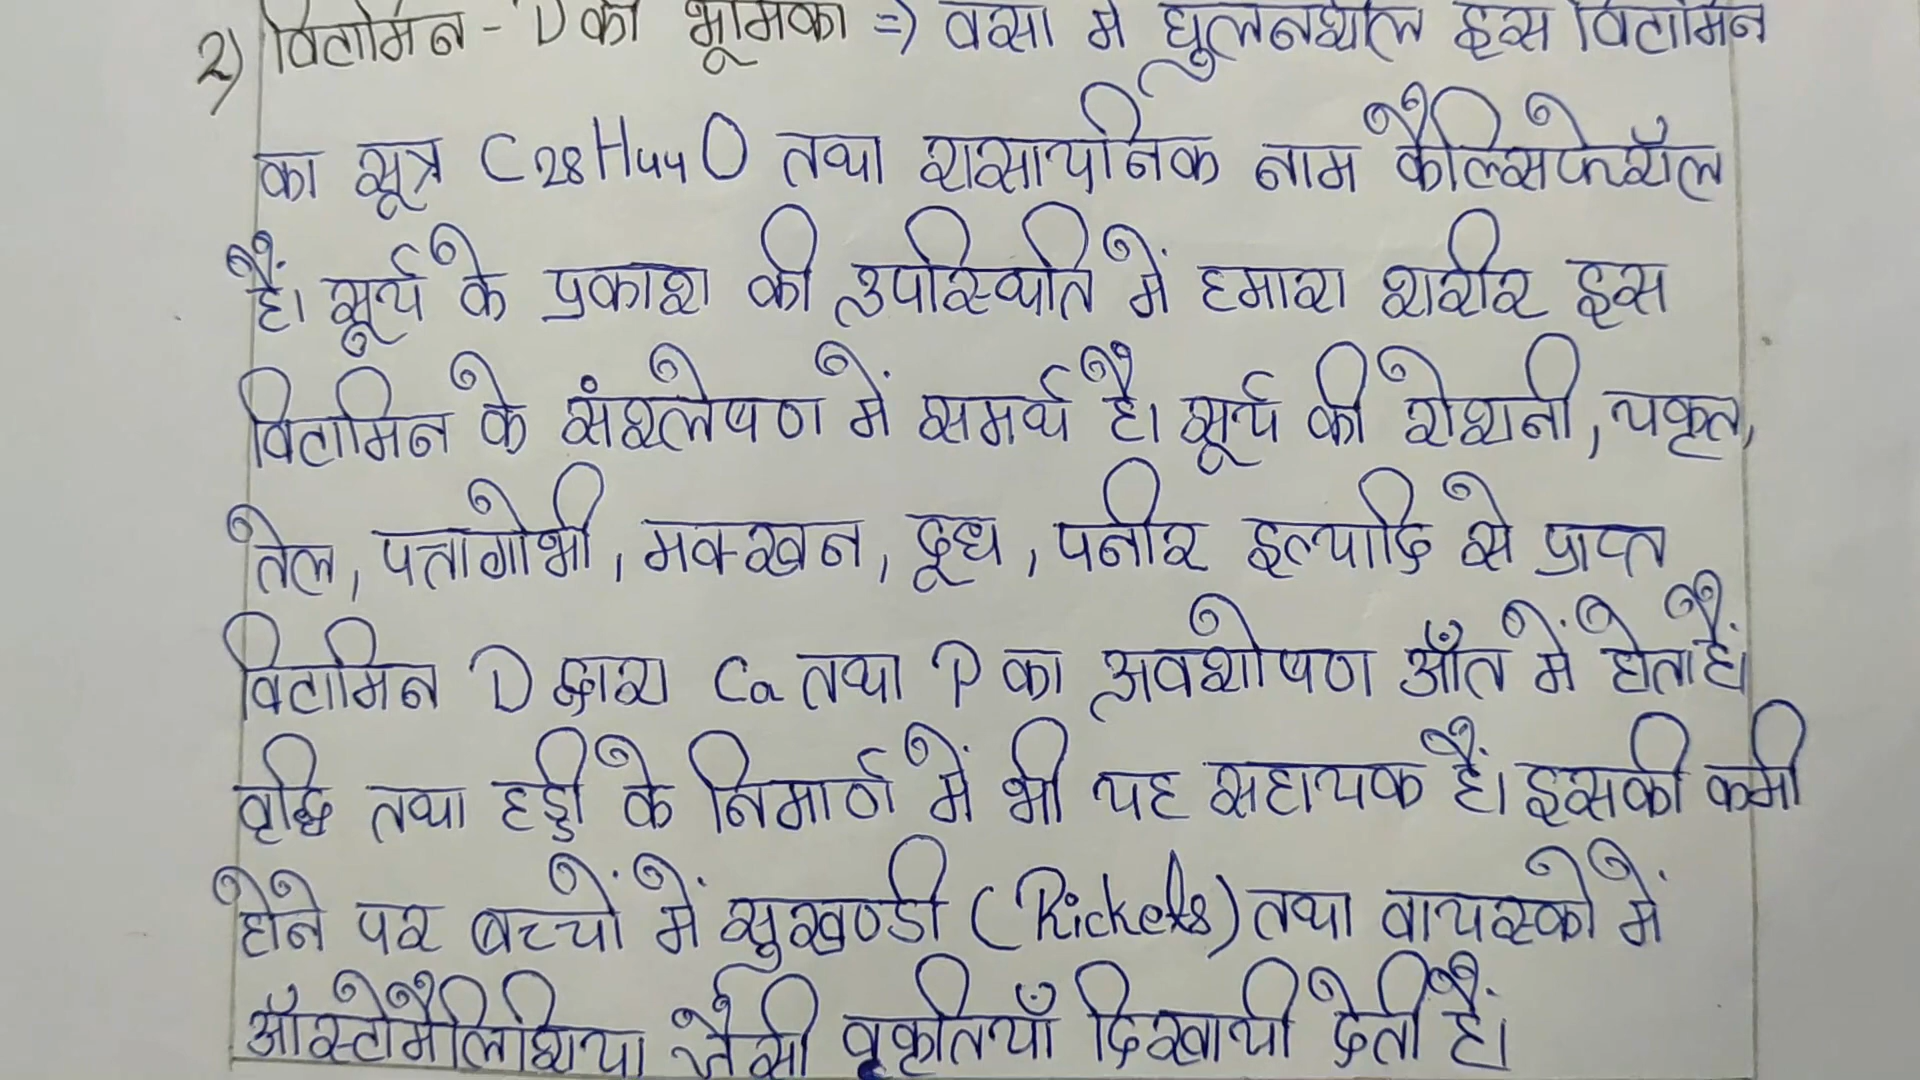 2) विटामिन - D की भूमिका => वसा में घुलनशील इस विटामिन
का सूत्र C28H44O तथा रासायनिक नाम कैल्सिफेरॉल
है। सूर्य के प्रकाश की उपस्थिति में हमारा शरीर इस
विटामिन के संश्लेषण में समर्थ है। सूर्य की रोशनी, यकृत,
तेल, पत्तागोभी, मक्खन, दूध, पनीर इत्यादि से प्राप्त
विटामिन D द्वारा Ca तथा P का अवशोषण आँत में होता है।
वृद्धि तथा हड्डी के निमार्ण में भी यह सहायक है। इसकी कमी
होने पर बच्चों में सुखण्डी (Rickets) तथा वायस्कों में
ऑस्टोमैलिशिया जैसी वृकृतियाँ दिखायी देती है।